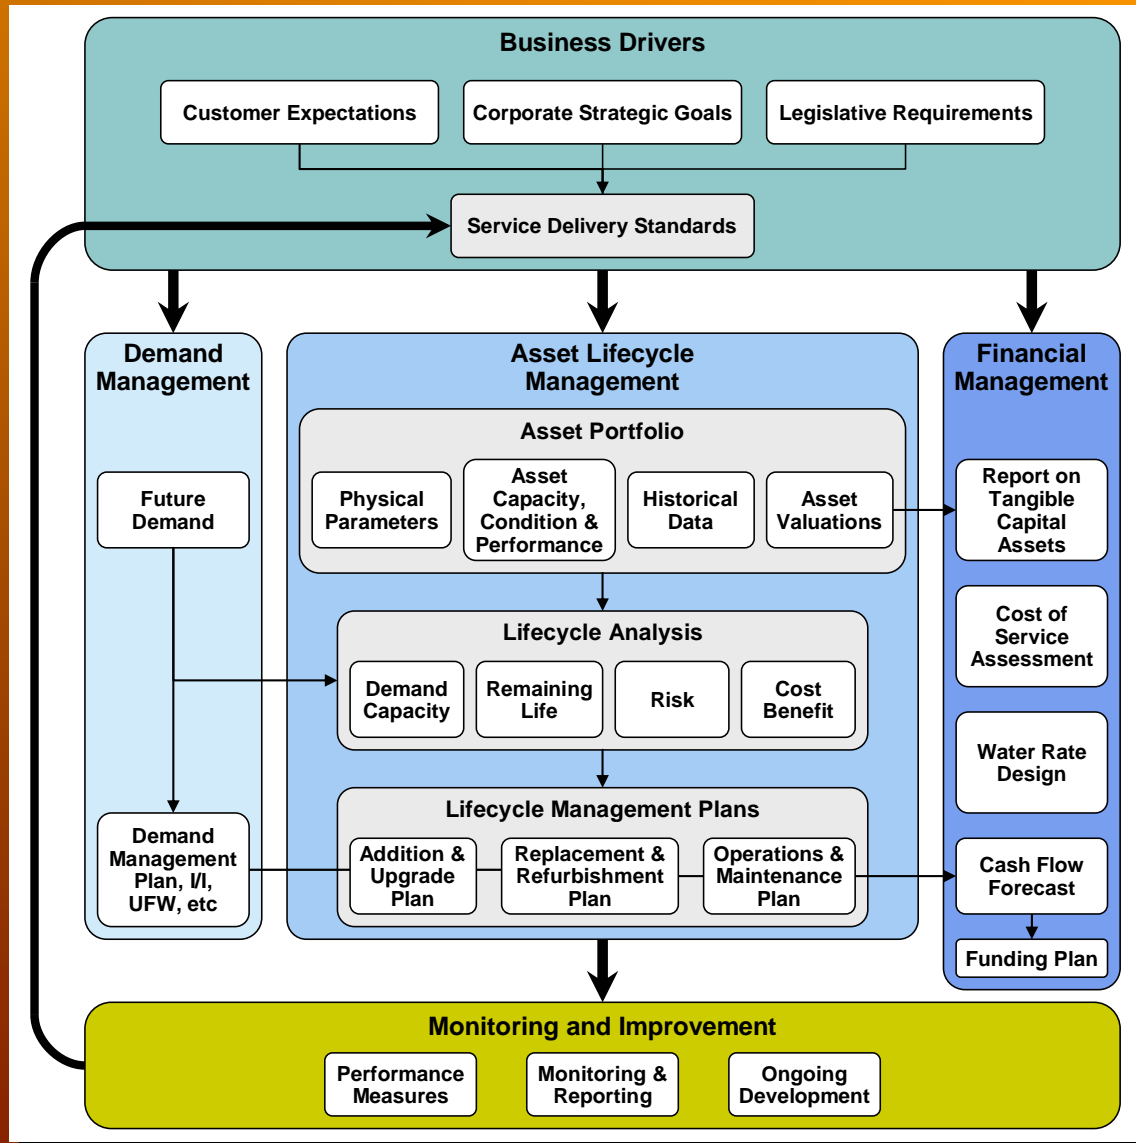 Business Drivers
Customer Expectations
Corporate Strategic Goals
Legislative Requirements
Service Delivery Standards
Demand
Management
Future
Demand
Demand
Management
Plan, I/I,
UFW, etc
Asset Lifecycle
Management
Asset Portfolio
Physical
Parameters
Asset
Capacity,
Condition &
Performance
Historical
Data
Asset
Valuations
Lifecycle Analysis
Demand
Capacity
Remaining
Life
Risk
Cost
Benefit
Lifecycle Management Plans
Addition &
Upgrade
Plan
Replacement &
Refurbishment
Plan
Operations &
Maintenance
Plan
Financial
Management
Report on
Tangible
Capital
Assets
Cost of
Service
Assessment
Water Rate
Design
Cash Flow
Forecast
Funding Plan
Monitoring and Improvement
Performance
Measures
Monitoring &
Reporting
Ongoing
Development